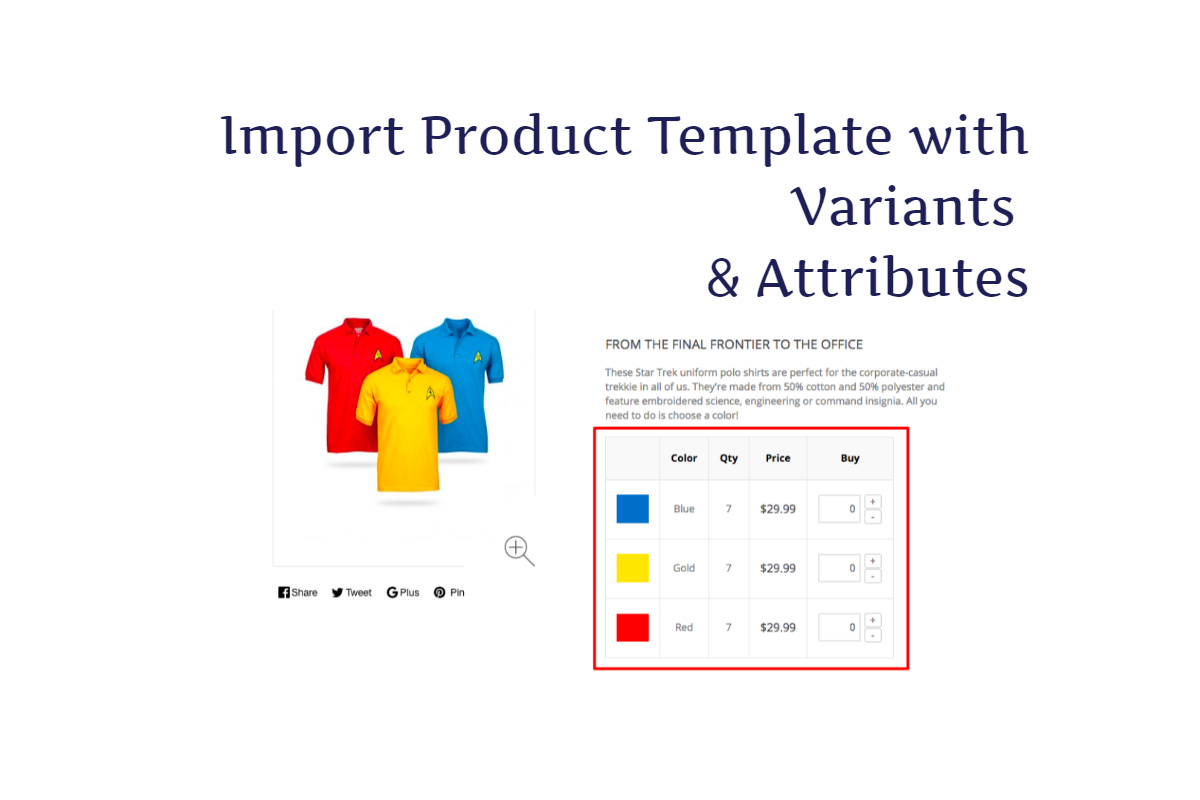 Import Product Template with
Variants
& Attributes
FROM THE FINAL FRONTIER TO THE OFFICE
These Star Trek uniform polo shirts are perfect for the corporate-casual
trekkie in all of us. They're made from 50% cotton and 50% polyester and
feature embroidered science, engineering or command insignia. All you
need to do is choose a color!
Color Qty Price Buy
Blue 7 $29.99 0 + -
Gold 7 $29.99 0 + -
Red 7 $29.99 0 + -
Share Tweet Plus Pin